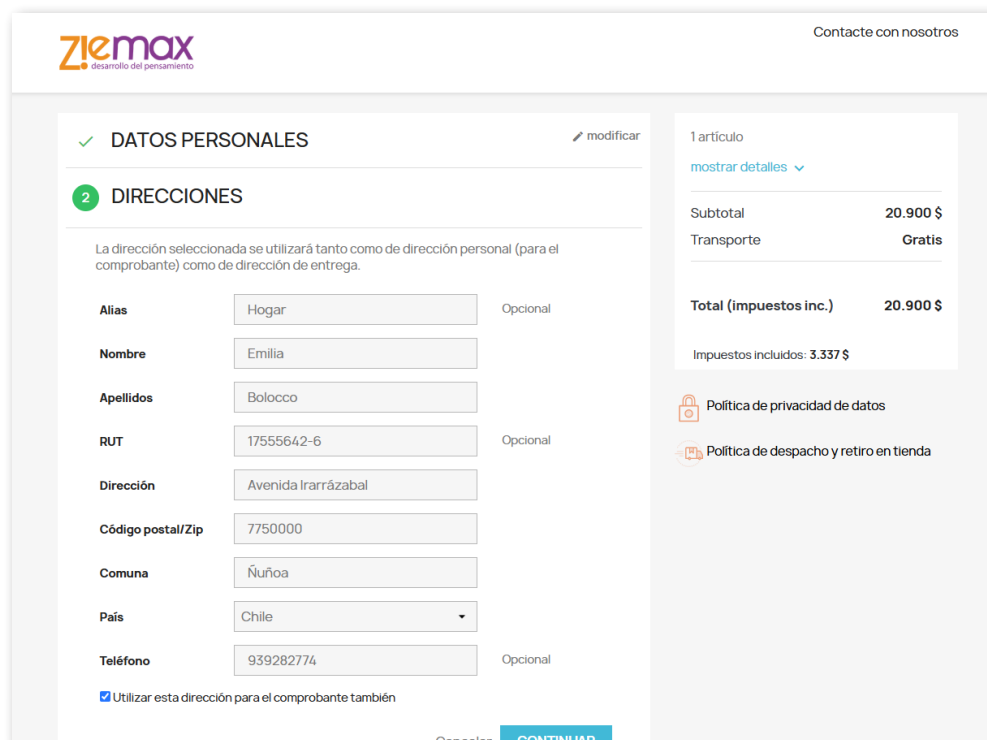 Contacte con nosotros
ziemax
desarrollo del pensamiento
DATOS PERSONALES
modificar
2 DIRECCIONES
La dirección seleccionada se utilizará tanto como de dirección personal (para el
comprobante) como de dirección de entrega.
Alias Hogar Opcional
Nombre Emilia
Apellidos Bolocco
RUT 17555642-6 Opcional
Dirección Avenida Irarrázabal
Código postal/Zip 7750000
Comuna Ñuñoa
País Chile
Teléfono 939282774 Opcional
Utilizar esta dirección para el comprobante también
Cancelar CONTINUAR
1 artículo
mostrar detalles
Subtotal 20.900 $
Transporte Gratis
Total (impuestos inc.) 20.900 $
Impuestos incluidos: 3.337 $
Política de privacidad de datos
Política de despacho y retiro en tienda